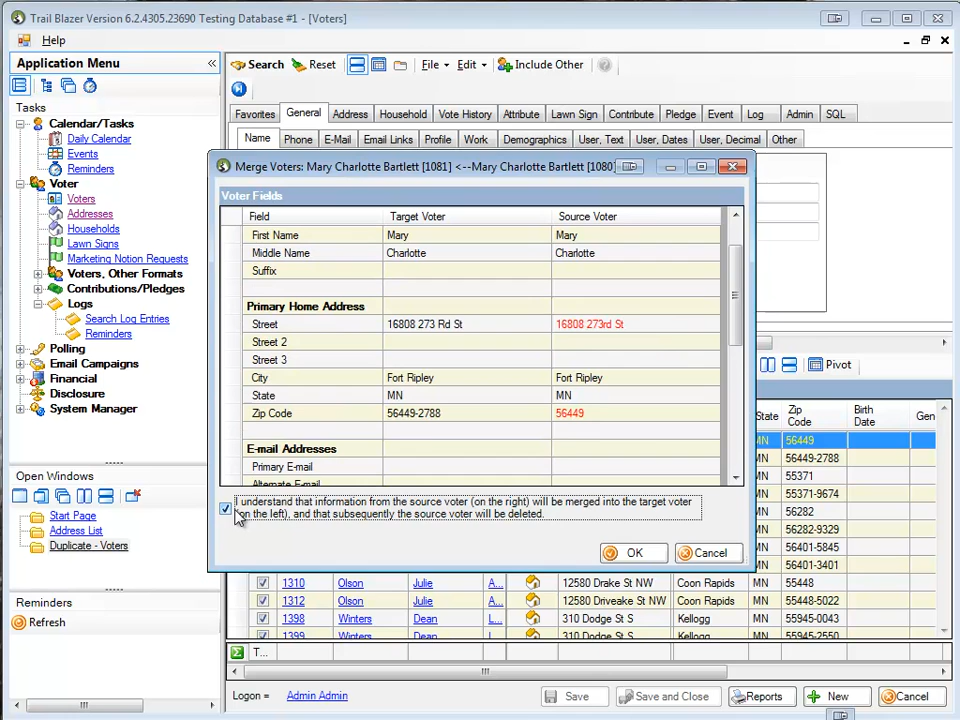 Trail Blazer Version 6.2.4305.23690 Testing Database #1 - [Voters]
Help
Application Menu
Search Reset File Edit Include Other
Tasks
Calendar/Tasks
Daily Calendar
Events
Reminders
Voter
Voters
Addresses
Households
Lawn Signs
Marketing Notion Requests
Voters, Other Formats
Contributions/Pledges
Logs
Search Log Entries
Reminders
Polling
Email Campaigns
Financial
Disclosure
System Manager
Open Windows
Start Page
Address List
Duplicate - Voters
Reminders
Refresh
Favorites General Address Household Vote History Attribute Lawn Sign Contribute Pledge Event Log Admin SQL
Name Phone E-Mail Email Links Profile Work Demographics User, Text User, Dates User, Decimal Other
Merge Voters: Mary Charlotte Bartlett [1081] <--Mary Charlotte Bartlett [1080]
Voter Fields
Field Target Voter Source Voter
First Name Mary Mary
Middle Name Charlotte Charlotte
Suffix
Primary Home Address
Street 16808 273 Rd St 16808 273rd St
Street 2
Street 3
City Fort Ripley Fort Ripley
State MN MN
Zip Code 56449-2788 56449
E-mail Addresses
Primary E-mail
Alternate E-mail
I understand that information from the source voter (on the right) will be merged into the target voter
(on the left), and that subsequently the source voter will be deleted.
OK Cancel
Pivot
State Zip Code Birth Date Gen
MN 56449
MN 56449-2788
MN 55371
MN 55371-9674
MN 56282
MN 56282-9329
MN 56401-5845
MN 56401-3401
1310 Olson Julie A... 12580 Drake St NW Coon Rapids MN 55448
1312 Olson Julie A... 12580 Driveake St NW Coon Rapids MN 55448-5022
1398 Winters Dean L... 310 Dodge St S Kellogg MN 55945-0043
1399 Winters Dean L... 310 Dodge St S Kellogg MN 55945-2550
T...
Logon = Admin Admin Save Save and Close Reports New Cancel